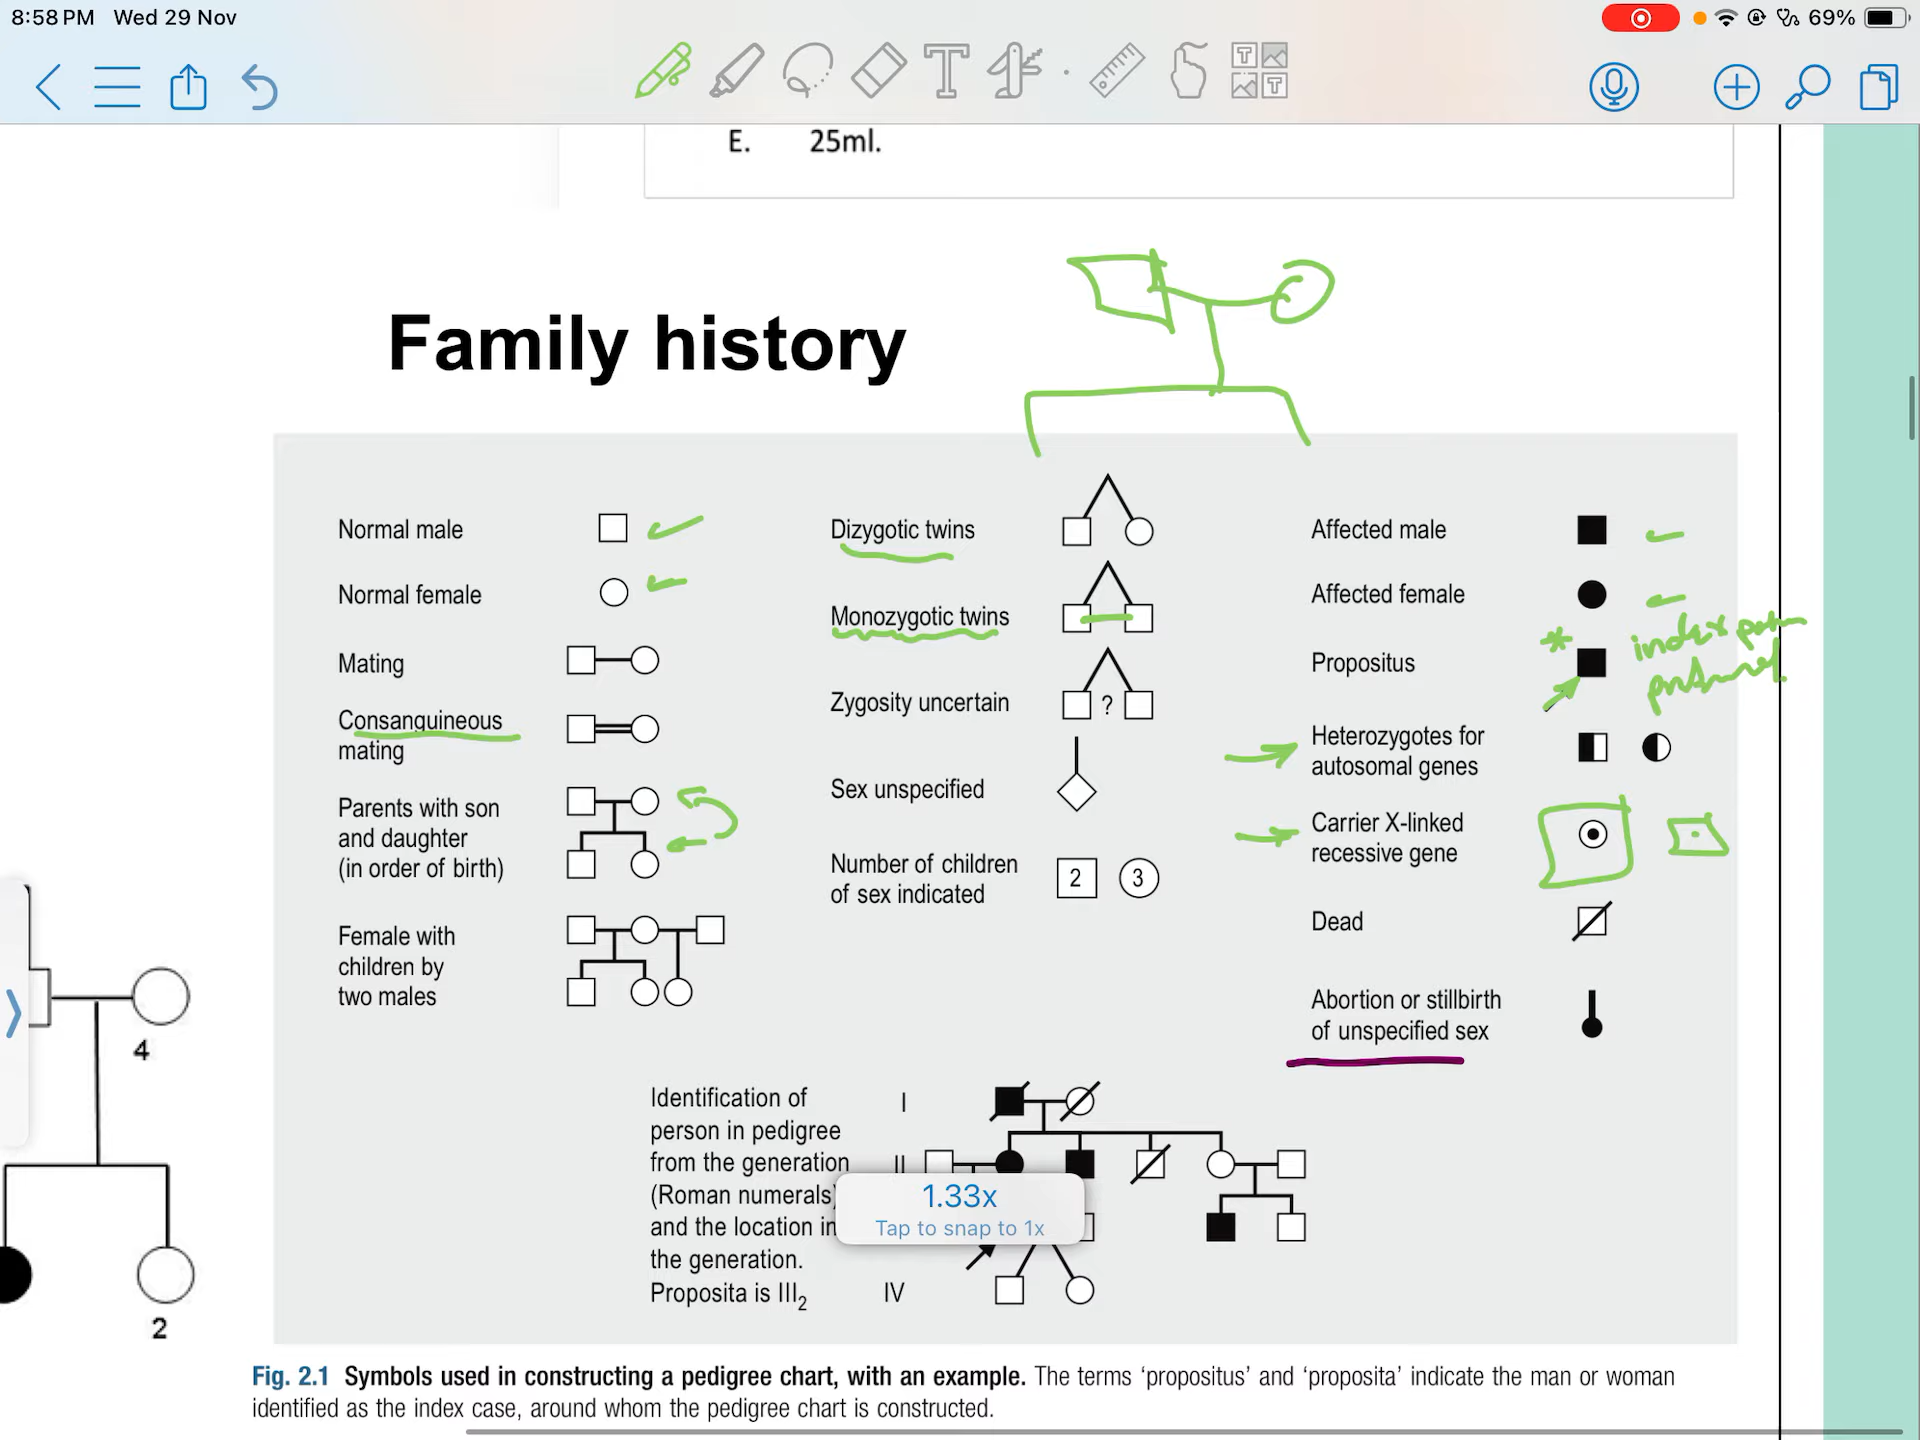 8:58 PM Wed 29 Nov
69%
E. 25ml.
Family history
Normal male
Normal female
Mating
Consanguineous
mating
Parents with son
and daughter
(in order of birth)
Female with
children by
two males
Dizygotic twins
Monozygotic twins
Zygosity uncertain
?
Sex unspecified
Number of children
of sex indicated
2 3
Affected male
Affected female
Propositus
* index
Heterozygotes for
autosomal genes
Carrier X-linked
recessive gene
Dead
Abortion or stillbirth
of unspecified sex
4
2
Identification of
person in pedigree
from the generation
(Roman numerals)
and the location in
the generation.
Proposita is III2
I
II
IV
1.33x
Tap to snap to 1x
Fig. 2.1 Symbols used in constructing a pedigree chart, with an example. The terms ‘propositus’ and ‘proposita’ indicate the man or woman
identified as the index case, around whom the pedigree chart is constructed.